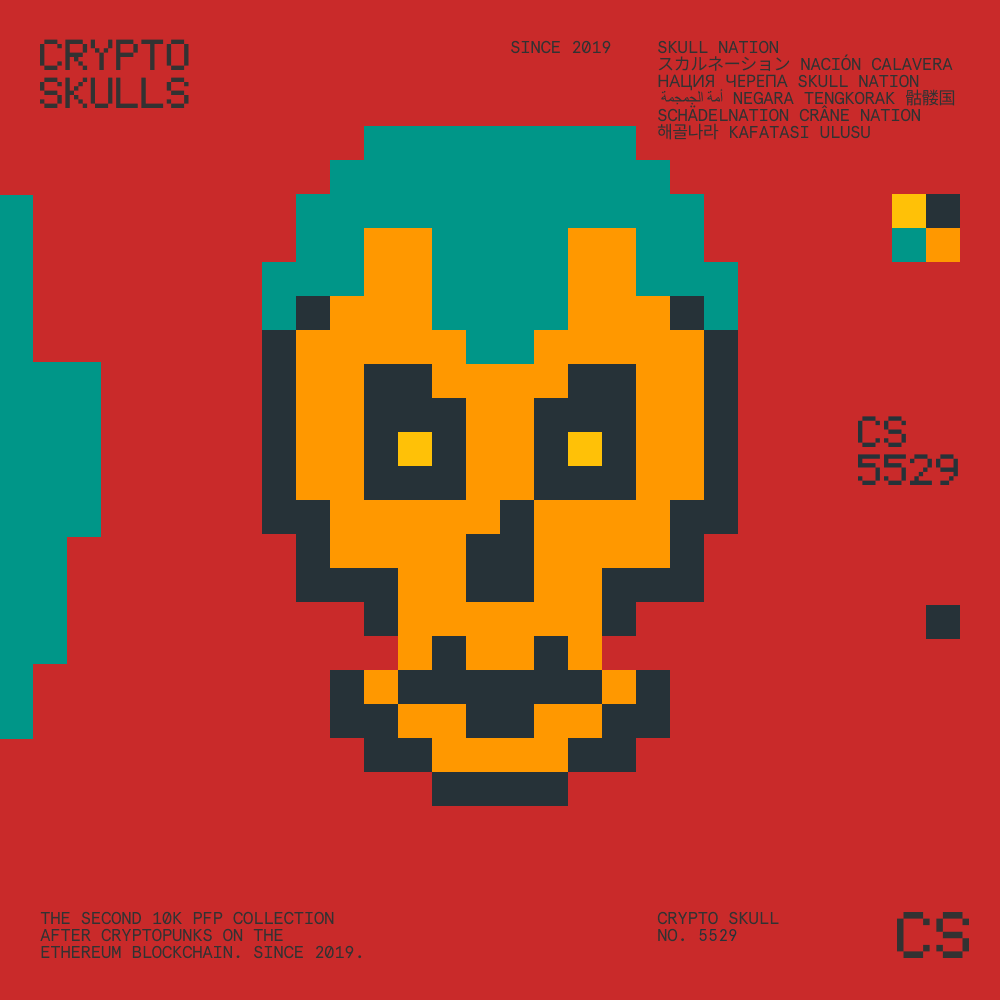 CRYPTO
SKULLS
SINCE 2019
SKULL NATION
スカルネーション NACIÓN CALAVERA
НАЦИЯ ЧЕРЕПА SKULL NATION
أمة الجمجمة NEGARA TENGKORAK 骷髅国
SCHÄDELNATION CRÂNE NATION
해골나라 KAFATASI ULUSU
CS
5529
THE SECOND 10K PFP COLLECTION
AFTER CRYPTOPUNKS ON THE
ETHEREUM BLOCKCHAIN. SINCE 2019.
CRYPTO SKULL
NO. 5529
CS